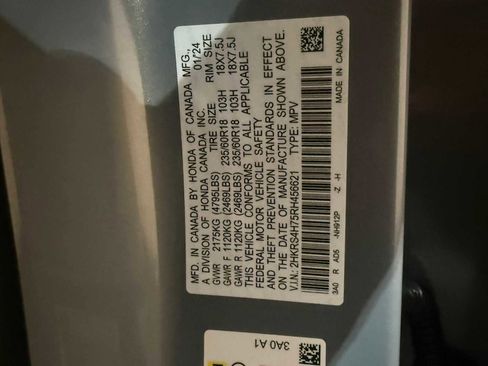 MFD. IN CANADA BY HONDA OF CANADA MFG.,
A DIVISION OF HONDA CANADA INC. 01/24
TIRE SIZE RIM SIZE
GVWR 2175KG (4795LBS)
GAWR F 1120KG (2469LBS) 235/60R18 103H 18X7.5J
GAWR R 1120KG (2469LBS) 235/60R18 103H 18X7.5J
THIS VEHICLE CONFORMS TO ALL APPLICABLE
FEDERAL MOTOR VEHICLE SAFETY
AND THEFT PREVENTION STANDARDS IN EFFECT
ON THE DATE OF MANUFACTURE SHOWN ABOVE.
V.I.N: 2HKRS4H75RH456621 TYPE: MPV
3A0 R AD5 -NH912P -Z -H
MADE IN CANADA
3A0 A1